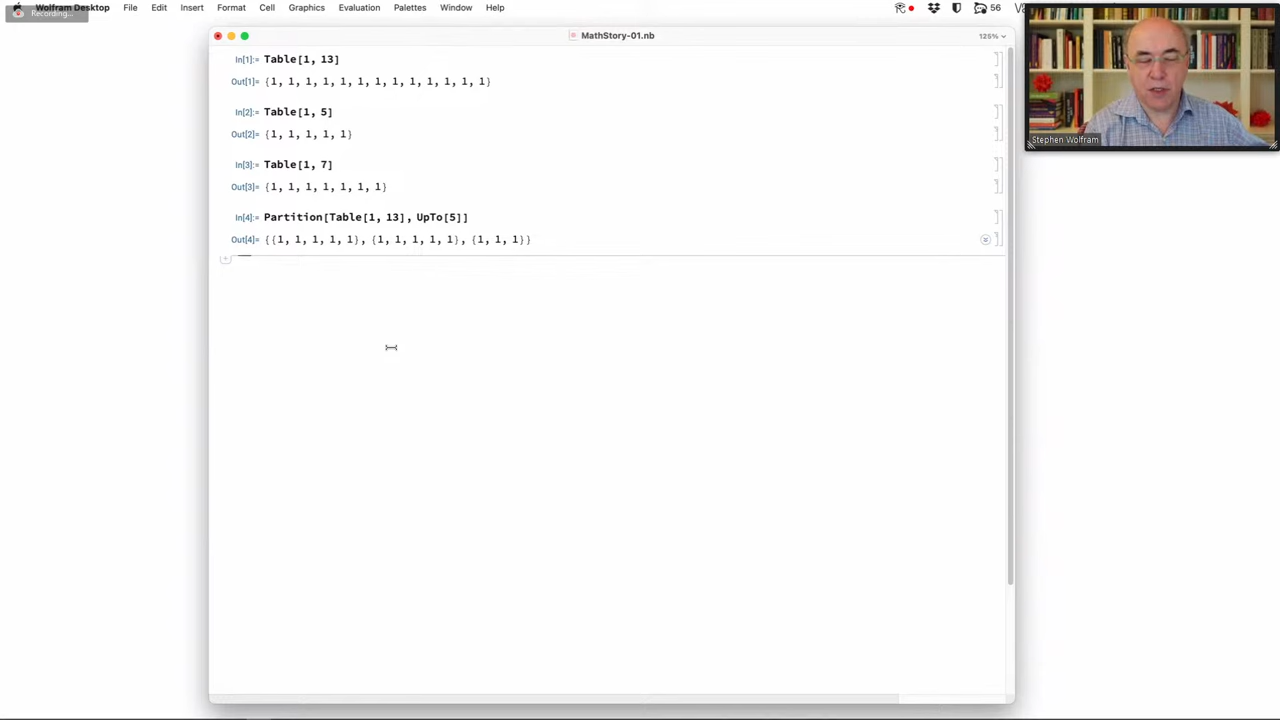 Wolfram Desktop File Edit Insert Format Cell Graphics Evaluation Palettes Window Help 56
Recording...
MathStory-01.nb
125%
In[1]:= Table[1, 13]
Out[1]= {1, 1, 1, 1, 1, 1, 1, 1, 1, 1, 1, 1, 1}
In[2]:= Table[1, 5]
Out[2]= {1, 1, 1, 1, 1}
In[3]:= Table[1, 7]
Out[3]= {1, 1, 1, 1, 1, 1, 1}
In[4]:= Partition[Table[1, 13], UpTo[5]]
Out[4]= {{1, 1, 1, 1, 1}, {1, 1, 1, 1, 1}, {1, 1, 1}}
Stephen Wolfram